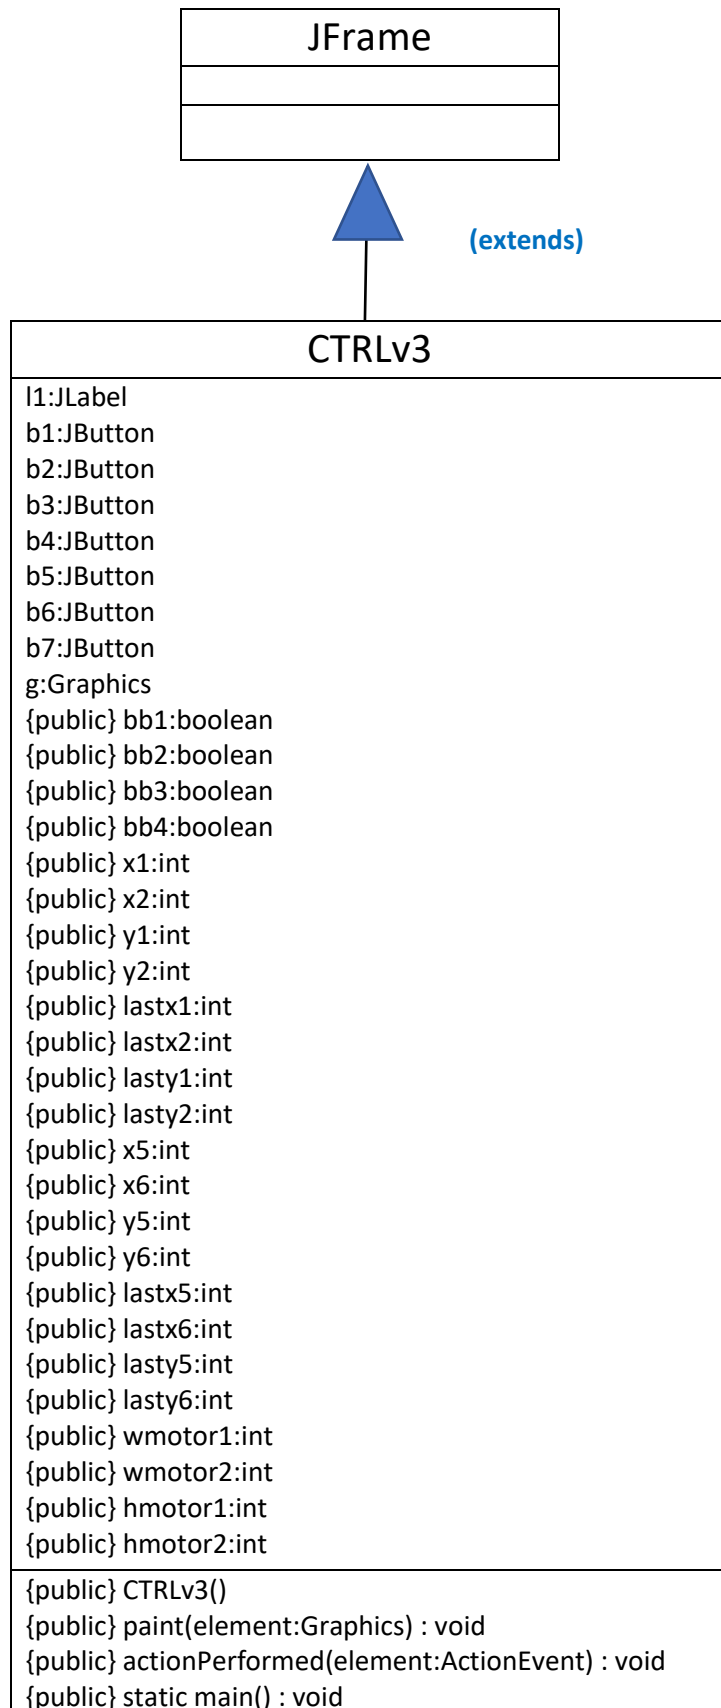 JFrame
(extends)
CTRLv3
l1:JLabel
b1:JButton
b2:JButton
b3:JButton
b4:JButton
b5:JButton
b6:JButton
b7:JButton
g:Graphics
{public} bb1:boolean
{public} bb2:boolean
{public} bb3:boolean
{public} bb4:boolean
{public} x1:int
{public} x2:int
{public} y1:int
{public} y2:int
{public} lastx1:int
{public} lastx2:int
{public} lasty1:int
{public} lasty2:int
{public} x5:int
{public} x6:int
{public} y5:int
{public} y6:int
{public} lastx5:int
{public} lastx6:int
{public} lasty5:int
{public} lasty6:int
{public} wmotor1:int
{public} wmotor2:int
{public} hmotor1:int
{public} hmotor2:int
{public} CTRLv3()
{public} paint(element:Graphics) : void
{public} actionPerformed(element:ActionEvent) : void
{public} static main() : void